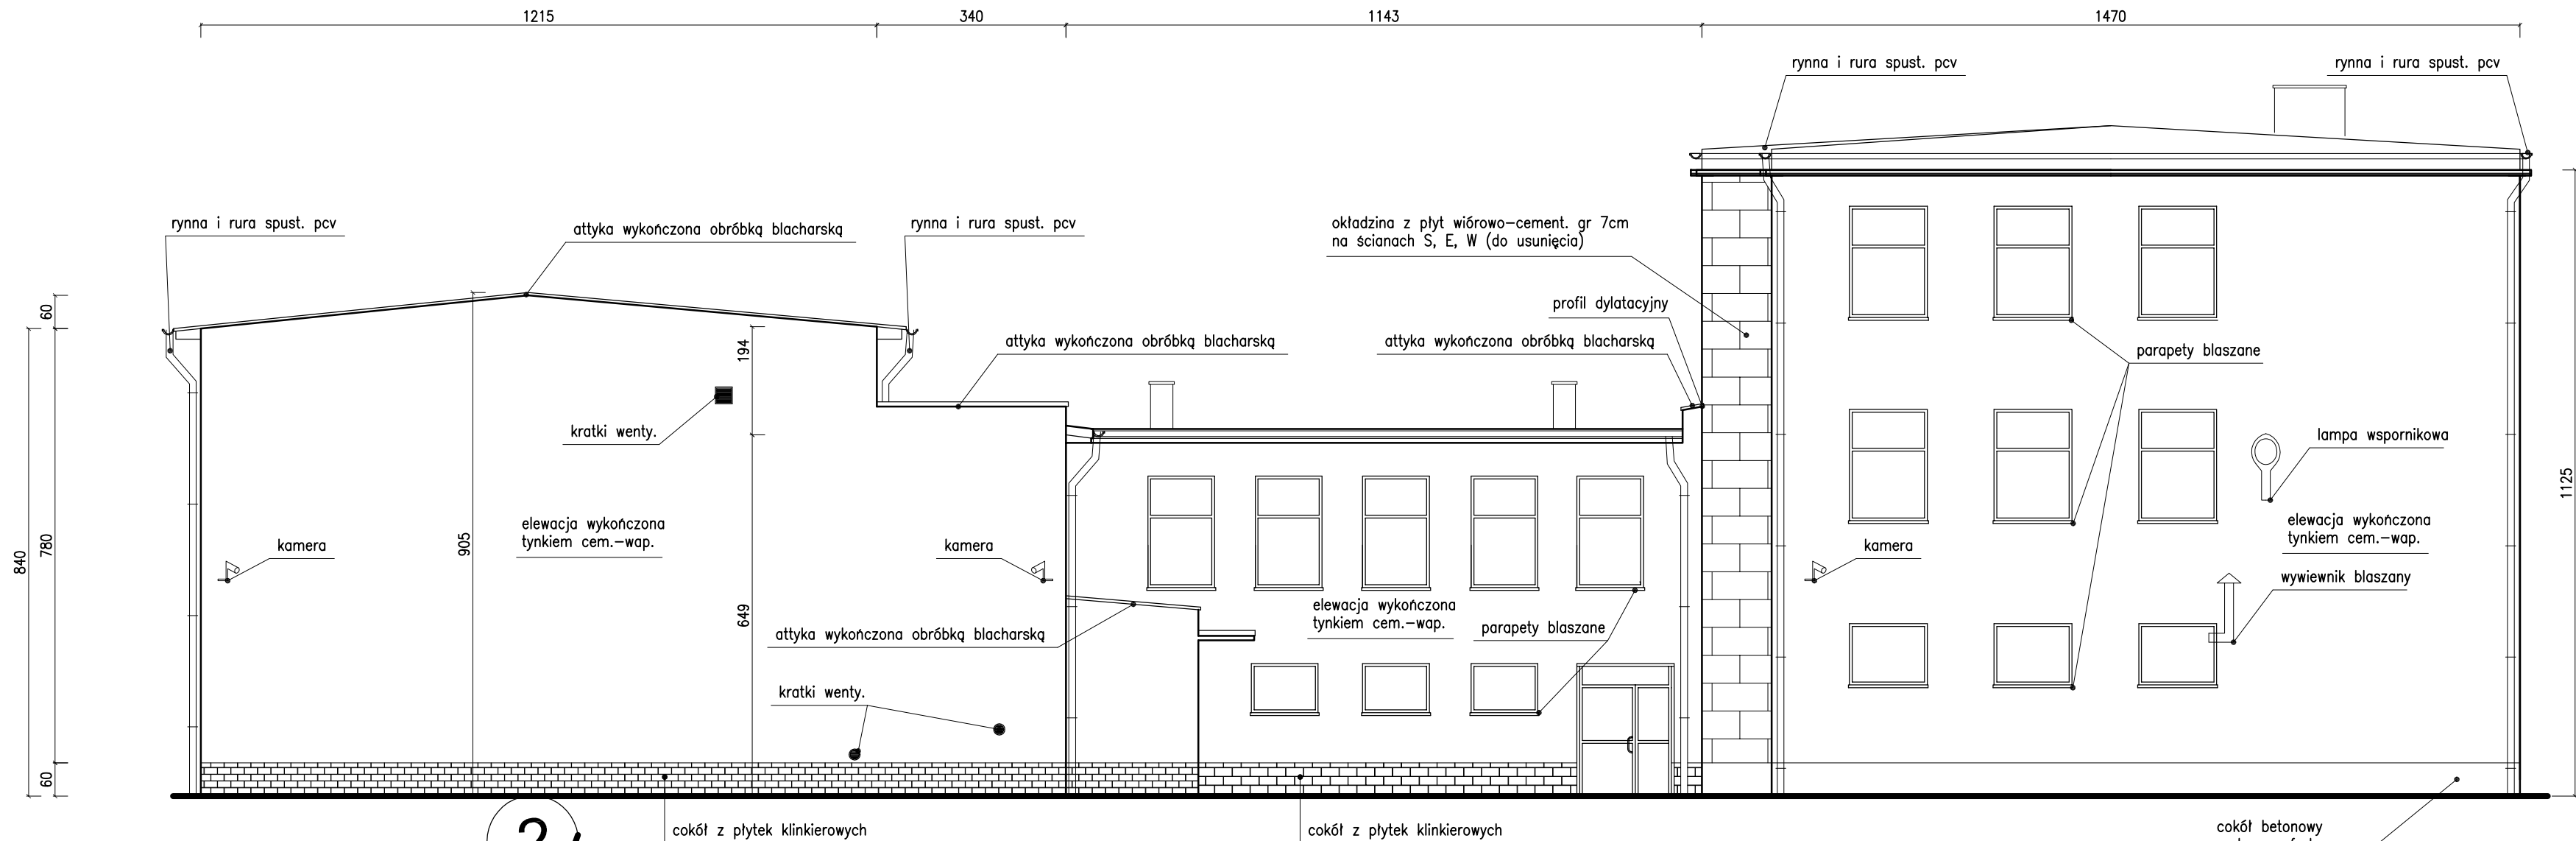 1215
340
1143
1470
rynna i rura spust. pcv
rynna i rura spust. pcv
rynna i rura spust. pcv
attyka wykończona obróbką blacharską
rynna i rura spust. pcv
okładzina z płyt wiórowo-cement. gr 7cm
na ścianach S, E, W (do usunięcia)
profil dylatacyjny
60
194
attyka wykończona obróbką blacharską
attyka wykończona obróbką blacharską
parapety blaszane
kratki wenty.
lampa wspornikowa
1125
elewacja wykończona
tynkiem cem.-wap.
elewacja wykończona
tynkiem cem.-wap.
840
780
905
kamera
kamera
kamera
wywiewnik blaszany
649
elewacja wykończona
tynkiem cem.-wap.
attyka wykończona obróbką blacharską
parapety blaszane
kratki wenty.
60
2
cokół z płytek klinkierowych
cokół z płytek klinkierowych
cokół betonowy